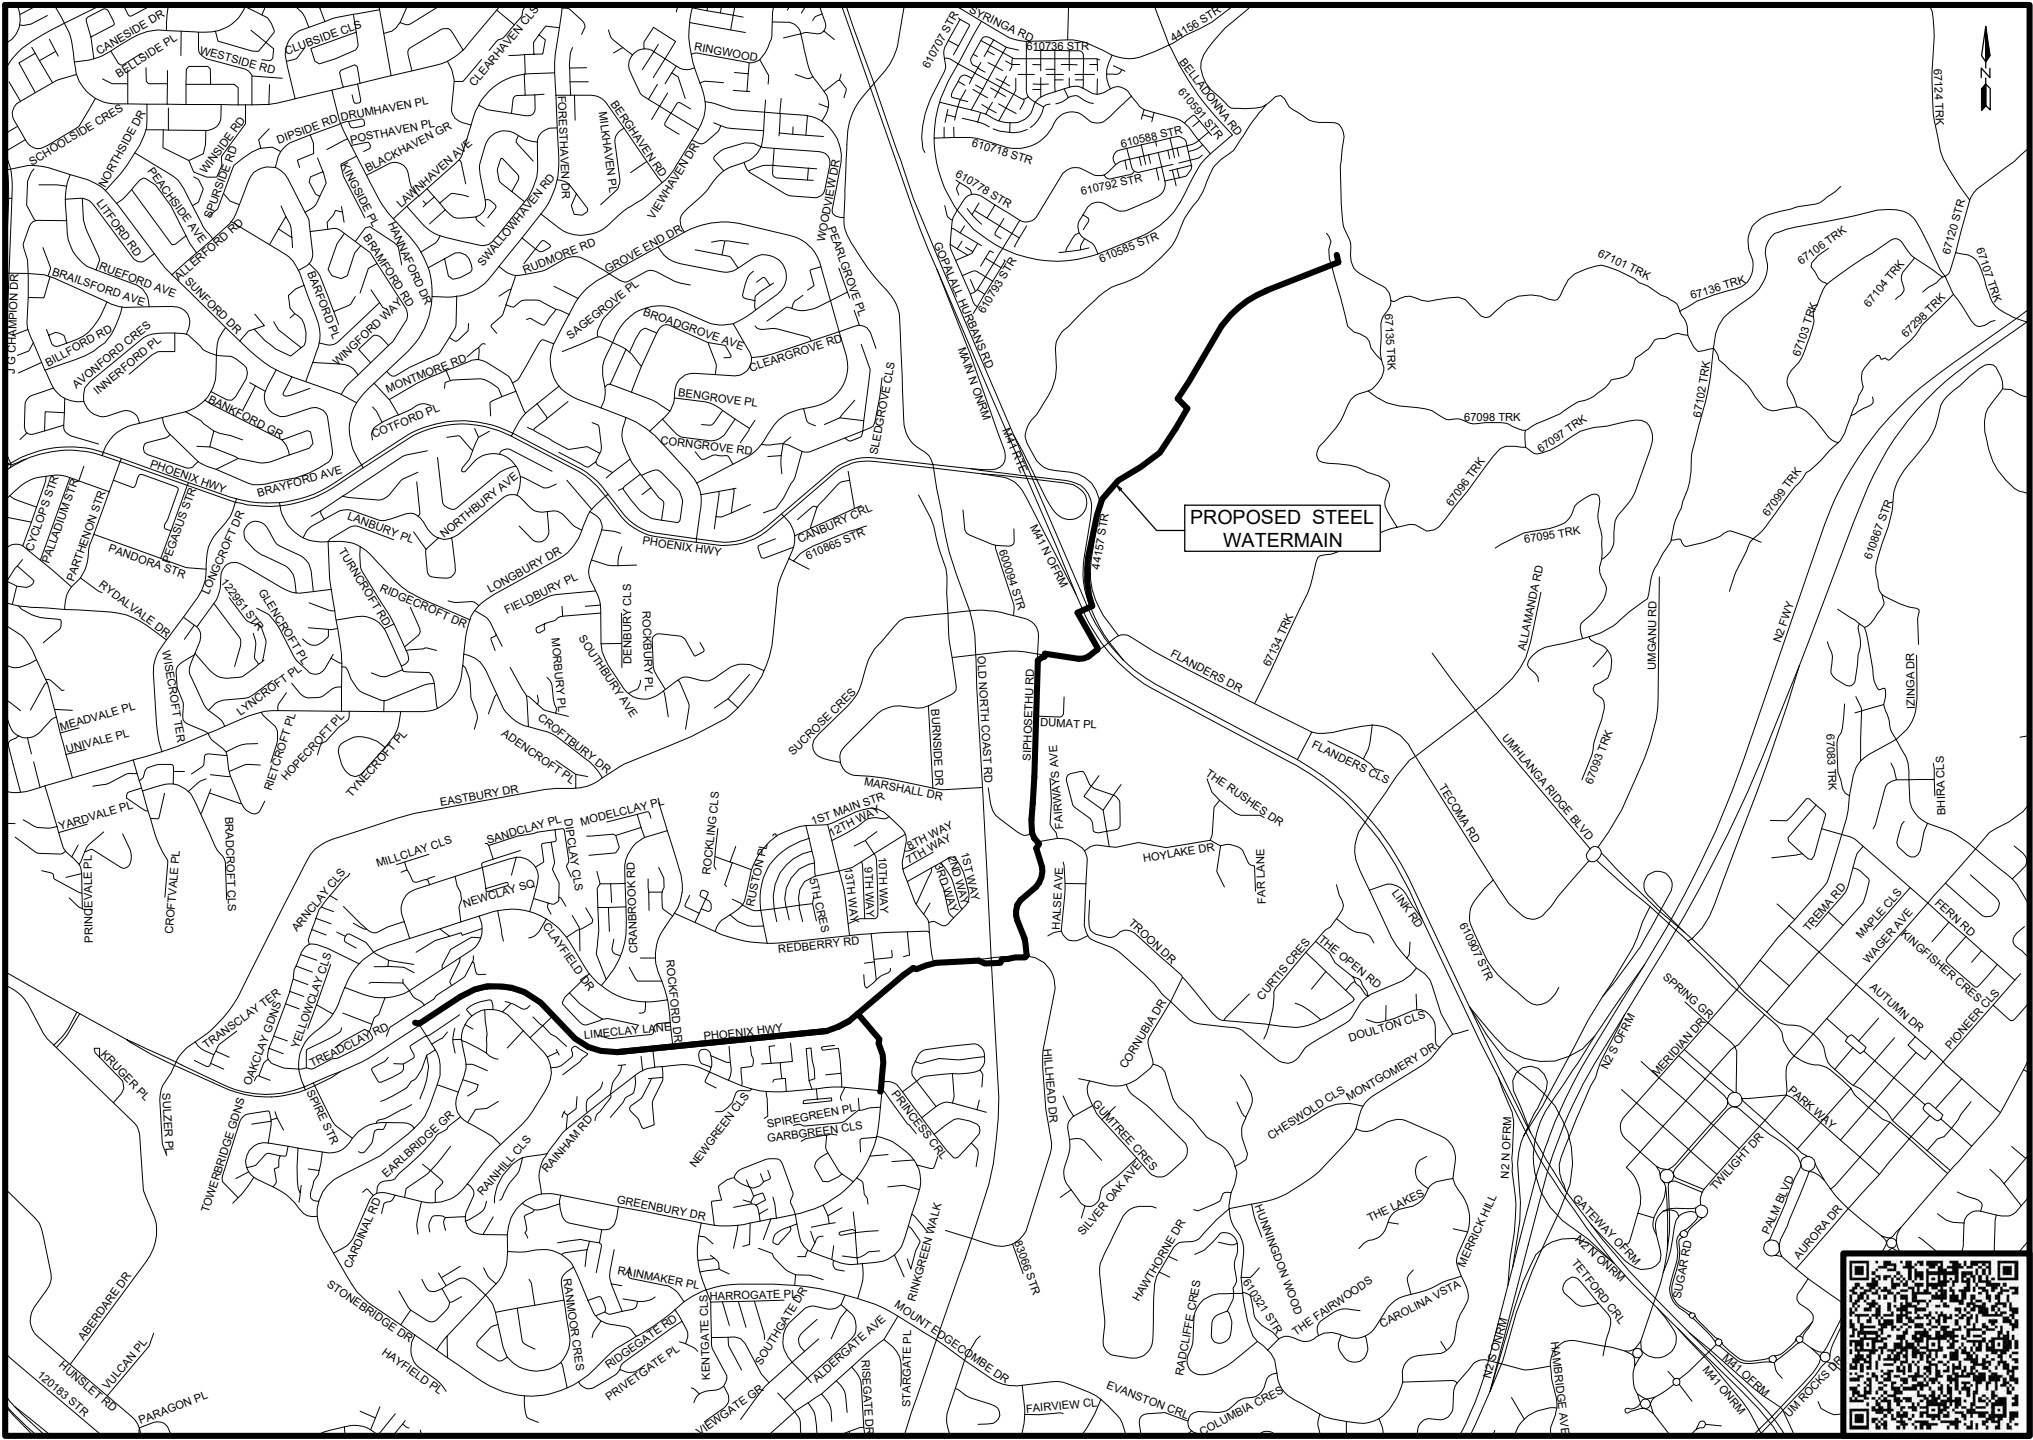 CANESIDE DR
BELLSIDE PL
WESTSIDE RD
CLUBSIDE CLS
CLEARHAVEN CLS
RINGWOOD
610707 STR
SYRINGA RD
610736 STR
44156 STR
BELLADONNA RD
610591 STR
67124 TRK
N
SCHOOLSIDE CRES
NORTHSIDE DR
WINSIDE RD
SPURSIDE RD
PEACHSIDE AVE
DIPSIDE RD
DRUMHAVEN PL
POSTHAVEN PL
BLACKHAVEN GR
LAWNHAVEN AVE
KINGSIDE PL
FORESTHAVEN DR
MILKHAVEN PL
BERGHAVEN RD
VIEWHAVEN DR
WOODVIEW DR
610718 STR
610588 STR
610792 STR
610778 STR
610585 STR
610793 STR
LITFORD RD
ALLERFORD RD
BRAMFORD RD
HANNAFORD DR
SWALLOWHAVEN RD
RUDMORE RD
GROVE END DR
PEARLGROVE PL
GOPALALL HURBANS RD
67120 STR
67107 TRK
67106 TRK
67104 TRK
67298 TRK
67101 TRK
67136 TRK
67103 TRK
67135 TRK
J G CHAMPION DR
BRAILSFORD AVE
RUEFORD AVE
SUNFORD DR
BARFORD PL
WINGFORD WAY
SAGEGROVE PL
BROADGROVE AVE
CLEARGROVE RD
MAIN N ONRM
BILLFORD RD
AVONFORD CRES
INNERFORD PL
BANKFORD GR
MONTMORE RD
COTFORD PL
BENGROVE PL
CORNGROVE RD
SLEDGROVE CLS
M41 RTE
67102 TRK
67098 TRK
67097 TRK
67096 TRK
67099 TRK
PHOENIX HWY
BRAYFORD AVE
CYCLOPS STR
PALLADIUM STR
PARTHENON STR
PEGASUS STR
PANDORA STR
LONGCROFT DR
LANBURY PL
NORTHBURY AVE
PHOENIX HWY
CANBURY CRL
610865 STR
M41 N OFRM
44157 STR
PROPOSED STEEL
WATERMAIN
67095 TRK
610867 STR
RYDALVALE DR
122951 STR
GLENCROFT PL
TURNCROFT RD
RIDGECROFT DR
LONGBURY DR
FIELDBURY PL
DENBURY CLS
ROCKBURY PL
MORBURY PL
SOUTHBURY AVE
600094 STR
67134 TRK
ALLAMANDA RD
UMGANU RD
N2 FWY
WISECROFT TER
LYNCROFT PL
MEADVALE PL
UNIVALE PL
RIETCROFT PL
HOPECROFT PL
TYNECROFT PL
CROFTBURY DR
ADENCROFT PL
SUCROSE CRES
BURNSIDE DR
OLD NORTH COAST RD
SIPHOSETHU RD
DUMAT PL
FLANDERS DR
FLANDERS CLS
UMHLANGA RIDGE BLVD
67093 TRK
IZINGA DR
67083 TRK
BHIRA CLS
YARDVALE PL
BRADCROFT CLS
PRINCEVALE PL
CROFTVALE PL
EASTBURY DR
MARSHALL DR
FAIRWAYS AVE
THE RUSHES DR
TECOMA RD
MILLCLAY CLS
SANDCLAY PL
DIPCLAY CLS
MODELCLAY PL
ROCKLING CLS
1ST MAIN STR
12TH WAY
8TH WAY
7TH WAY
1ST WAY
2ND WAY
3RD WAY
10TH WAY
9TH WAY
13TH WAY
5TH CRES
RUSTON PL
HOYLAKE DR
FAR LANE
ARNCLAY CLS
NEWCLAY SQ
CRANBROOK RD
HALSE AVE
LINK RD
TREMA RD
MAPLE CLS
WAGER AVE
FERN RD
KINGFISHER CRES
PIONEER CLS
AUTUMN DR
REDBERRY RD
CLAYFIELD DR
ROCKFORD DR
TROON DR
CURTIS CRES
THE OPEN RD
610907 STR
SPRING GR
MERIDIAN DR
N2 S OFRM
TRANSCLAY TER
OAKCLAY GDNS
YELLOWCLAY CLS
TREADCLAY RD
LIMECLAY LANE
PHOENIX HWY
CORNUBIA DR
DOULTON CLS
MONTGOMERY DR
CHESWOLD CLS
KRUGER PL
SULZER PL
TOWERBRIDGE GDNS
SPIRE STR
EARLBRIDGE GR
RAINHILL CLS
RAINHAM RD
NEWGREEN CLS
SPIREGREEN PL
GARBGREEN CLS
PRINCESS CRL
HILLHEAD DR
GUMTREE CRES
SILVER OAK AVE
N2 N OFRM
PARK WAY
TWILIGHT DR
PALM BLVD
AURORA DR
CARDINAL RD
GREENBURY DR
RINKGREEN WALK
83066 STR
HAWTHORNE DR
HUNNINGDON WOOD
THE LAKES
MERRICK HILL
GATEWAY OFRM
N2 N ONRM
SUGAR RD
TETFORD CRL
ABERDARE DR
STONEBRIDGE DR
RANMOOR CRES
RAINMAKER PL
HARROGATE PL
KENTGATE CLS
SOUTHGATE DR
MOUNT EDGECOMBE DR
RADCLIFFE CRES
610321 STR
THE FAIRWOODS
CAROLINA VSTA
HUNSLET RD
VULCAN PL
120183 STR
PARAGON PL
HAYFIELD PL
RIDGEGATE RD
PRIVETGATE PL
VIEWGATE GR
ALDERGATE AVE
RISEGATE DR
STARGATE PL
FAIRVIEW CL
EVANSTON CRL
COLUMBIA CRES
N2 S ONRM
HAMBRIDGE AVE
M41 OFRM
M41 ONRM
UM ROCKS DR